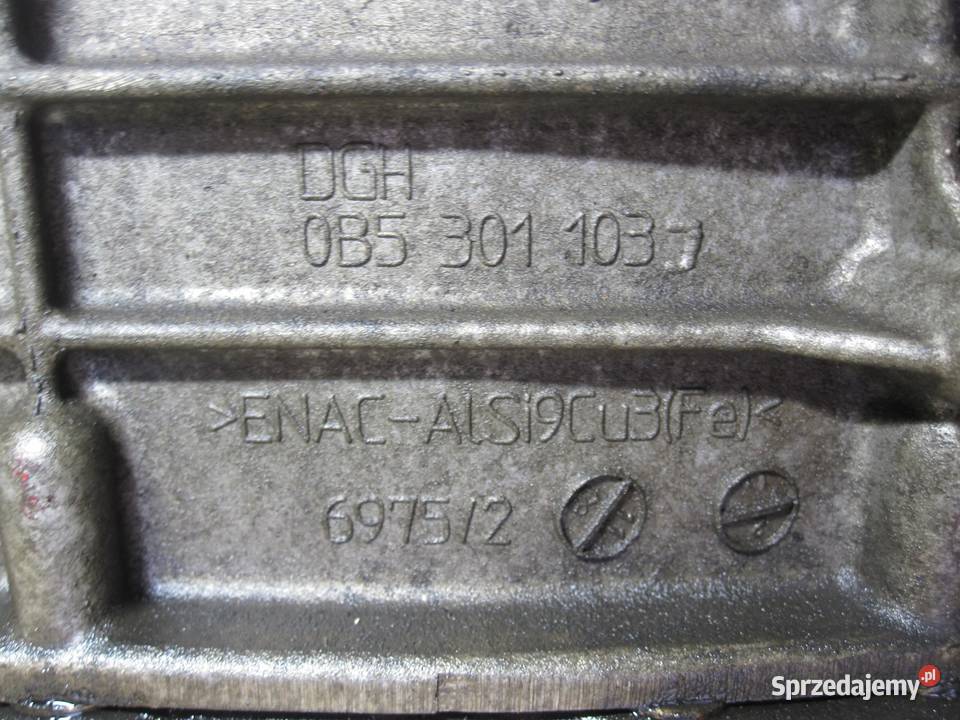 DGH
0B5 301 103 J
>ENAC-AlSi9Cu3(Fe)<
6975/2
Sprzedajemy.pl